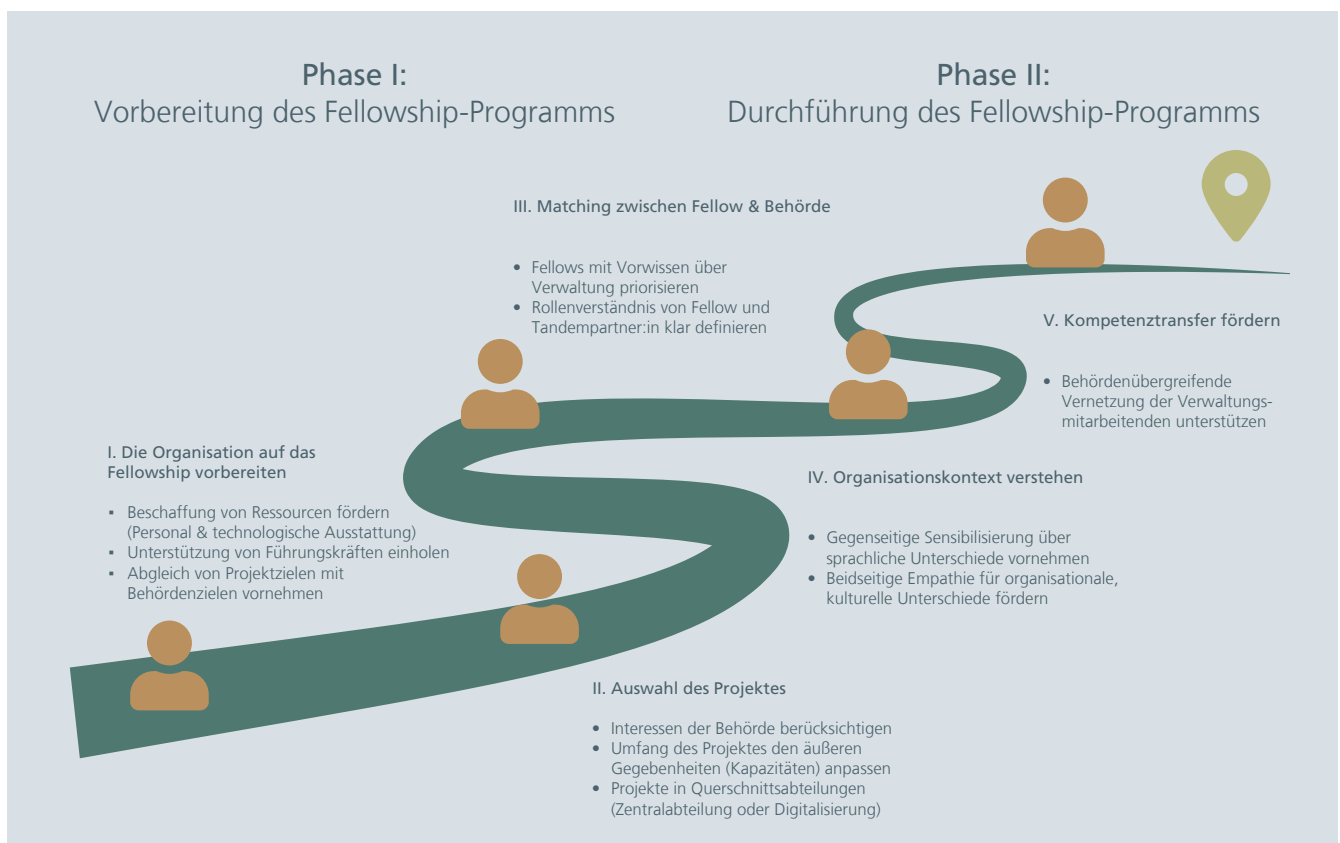 Phase I:
Vorbereitung des Fellowship-Programms
Phase II:
Durchführung des Fellowship-Programms
I. Die Organisation auf das
Fellowship vorbereiten
▪ Beschaffung von Ressourcen fördern
(Personal & technologische Ausstattung)
▪ Unterstützung von Führungskräften einholen
▪ Abgleich von Projektzielen mit
Behördenzielen vornehmen
II. Auswahl des Projektes
• Interessen der Behörde berücksichtigen
• Umfang des Projektes den äußeren
Gegebenheiten (Kapazitäten) anpassen
• Projekte in Querschnittsabteilungen
(Zentralabteilung oder Digitalisierung)
III. Matching zwischen Fellow & Behörde
• Fellows mit Vorwissen über
Verwaltung priorisieren
• Rollenverständnis von Fellow und
Tandempartner:in klar definieren
IV. Organisationskontext verstehen
• Gegenseitige Sensibilisierung über
sprachliche Unterschiede vornehmen
• Beidseitige Empathie für organisationale,
kulturelle Unterschiede fördern
V. Kompetenztransfer fördern
• Behördenübergreifende
Vernetzung der Verwaltungs-
mitarbeitenden unterstützen